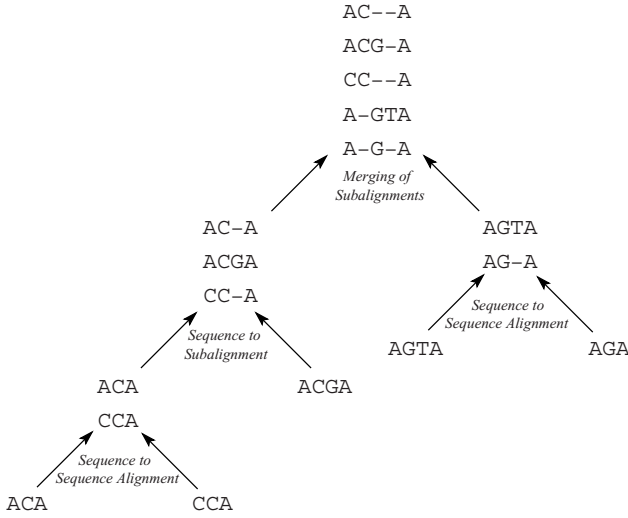 AC--A
ACG-A
CC--A
A-GTA
A-G-A
Merging of
Subalignments
AC-A
ACGA
CC-A
AGTA
AG-A
Sequence to
Subalignment
Sequence to
Sequence Alignment
AGTA
AGA
ACA
CCA
ACGA
Sequence to
Sequence Alignment
ACA
CCA